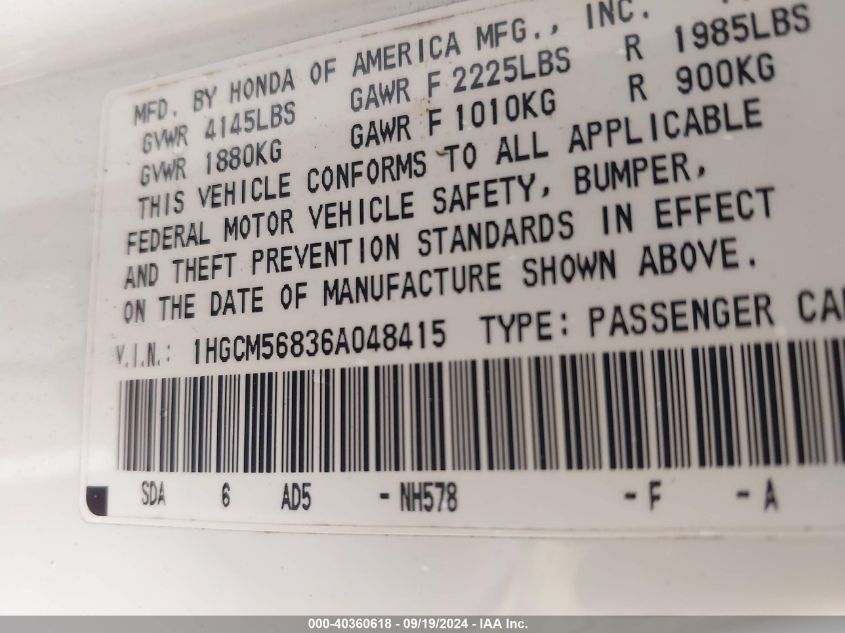 MFD. BY HONDA OF AMERICA MFG., INC.
GVWR 4145LBS GAWR F 2225LBS R 1985LBS
GVWR 1880KG GAWR F 1010KG R 900KG
THIS VEHICLE CONFORMS TO ALL APPLICABLE
FEDERAL MOTOR VEHICLE SAFETY, BUMPER,
AND THEFT PREVENTION STANDARDS IN EFFECT
ON THE DATE OF MANUFACTURE SHOWN ABOVE.
V.I.N.: 1HGCM56836A048415 TYPE: PASSENGER CA
SDA 6 AD5 - NH578 - F - A
000-40360618 - 09/19/2024 - IAA Inc.